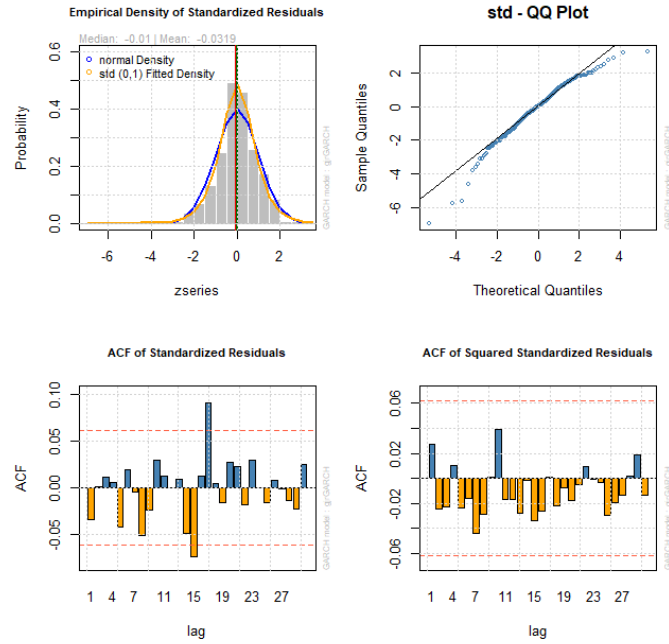 Empirical Density of Standardized Residuals
Median: -0.01 | Mean: -0.0319
normal Density
std (0,1) Fitted Density
Probability
0.0 0.2 0.4 0.6
-6 -4 -2 0 2
zseries
GARCH model : gjrGARCH
std - QQ Plot
Sample Quantiles
-6 -4 -2 0 2
-4 -2 0 2 4
Theoretical Quantiles
GARCH model : gjrGARCH
ACF of Standardized Residuals
ACF
-0.05 0.00 0.05 0.10
1 4 7 11 15 19 23 27
lag
GARCH model : gjrGARCH
ACF of Squared Standardized Residuals
ACF
-0.06 -0.02 0.02 0.06
1 4 7 11 15 19 23 27
lag
GARCH model : gjrGARCH